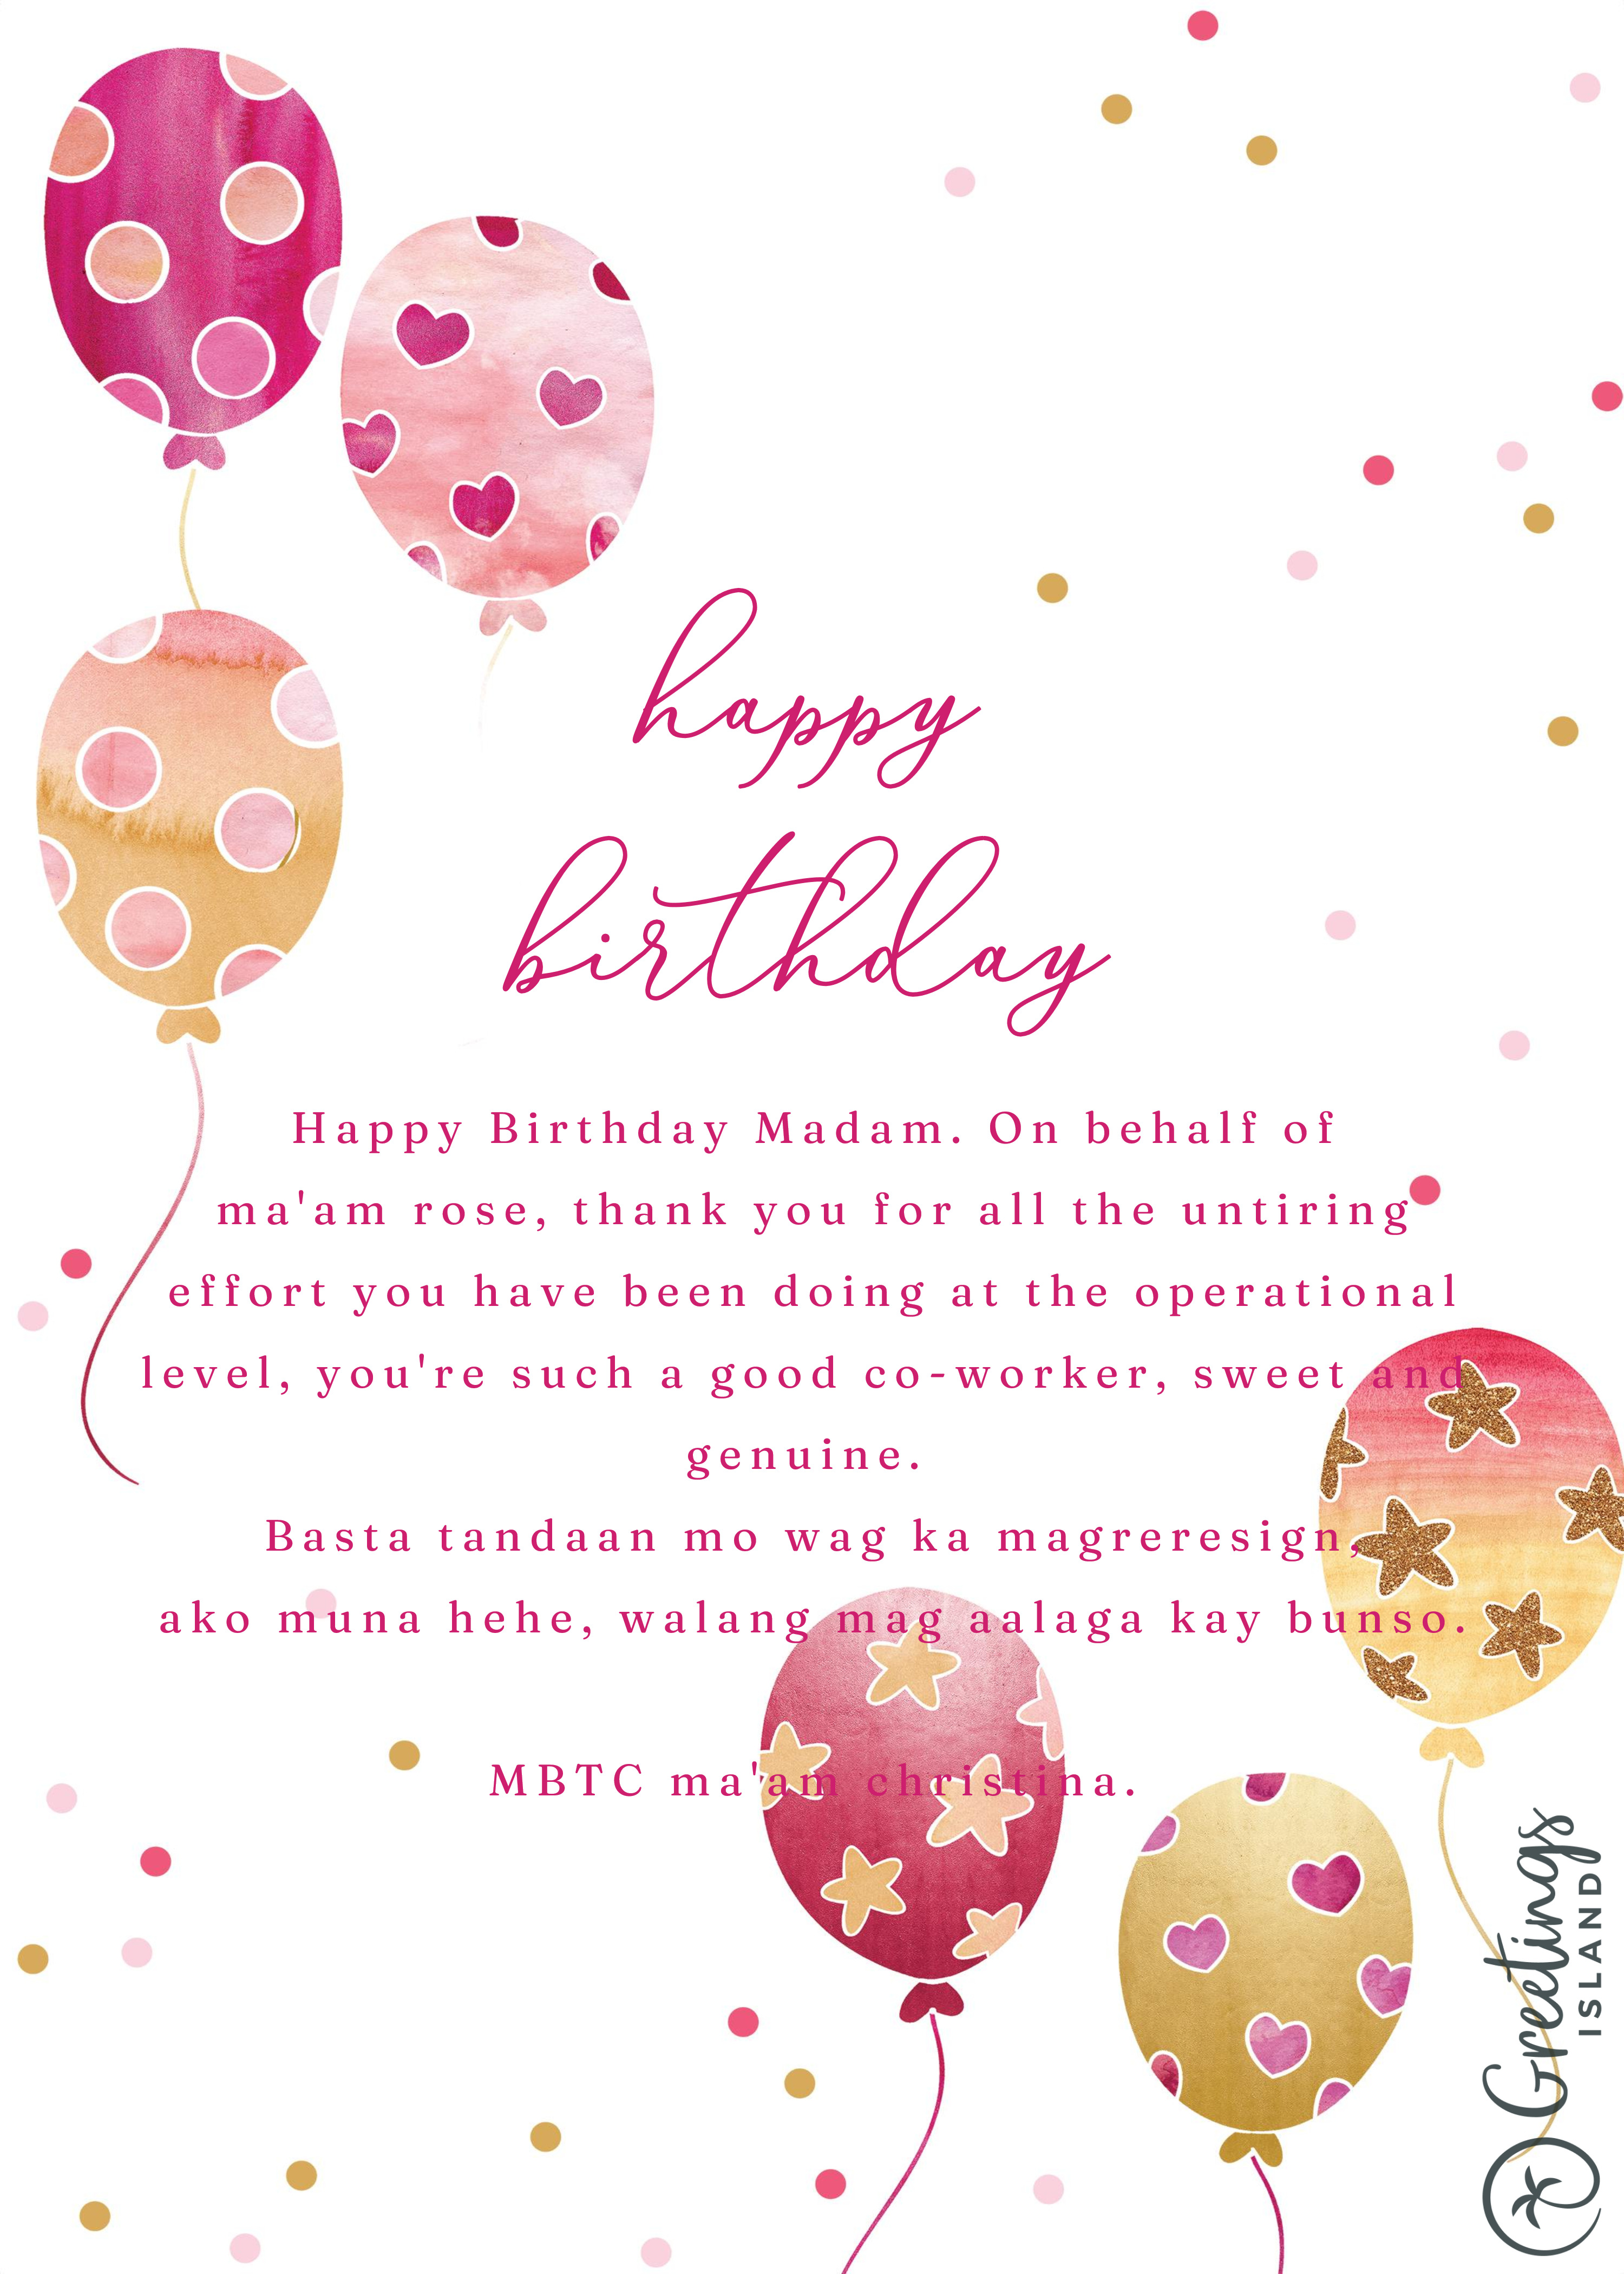 happy
birthday
Happy Birthday Madam. On behalf of
ma'am rose, thank you for all the untiring
effort you have been doing at the operational
level, you're such a good co-worker, sweet and
genuine.
Basta tandaan mo wag ka magreresign,
ako muna hehe, walang mag aalaga kay bunso.
MBTC ma'am christina.
Greetings
ISLAND